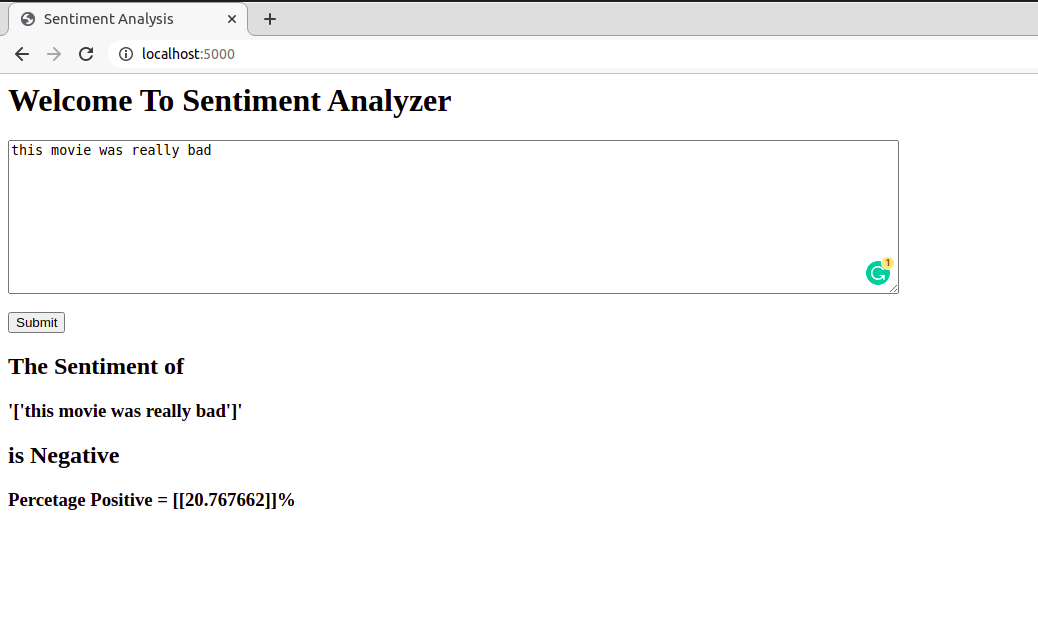 Sentiment Analysis
localhost:5000
Welcome To Sentiment Analyzer
this movie was really bad
1
Submit
The Sentiment of
'['this movie was really bad']'
is Negative
Percetage Positive = [[20.767662]]%